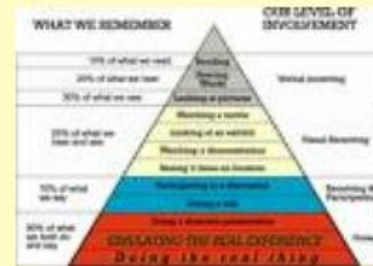 WHAT WE REMEMBER
OUR LEVEL OF
INVOLVEMENT
10% of what we read
Reading
20% of what we hear
Hearing
Words
Verbal Receiving
30% of what we see
Looking at pictures
Watching a movie
Looking at an exhibit
Watching a demonstration
Seeing it done on location
of what we
hear and see
Visual Receiving
70% of what
we say
Participating in a discussion
Giving a talk
90% of what
we both do
and say
Doing a dramatic presentation
SIMULATING THE REAL EXPERIENCE
Doing the real thing